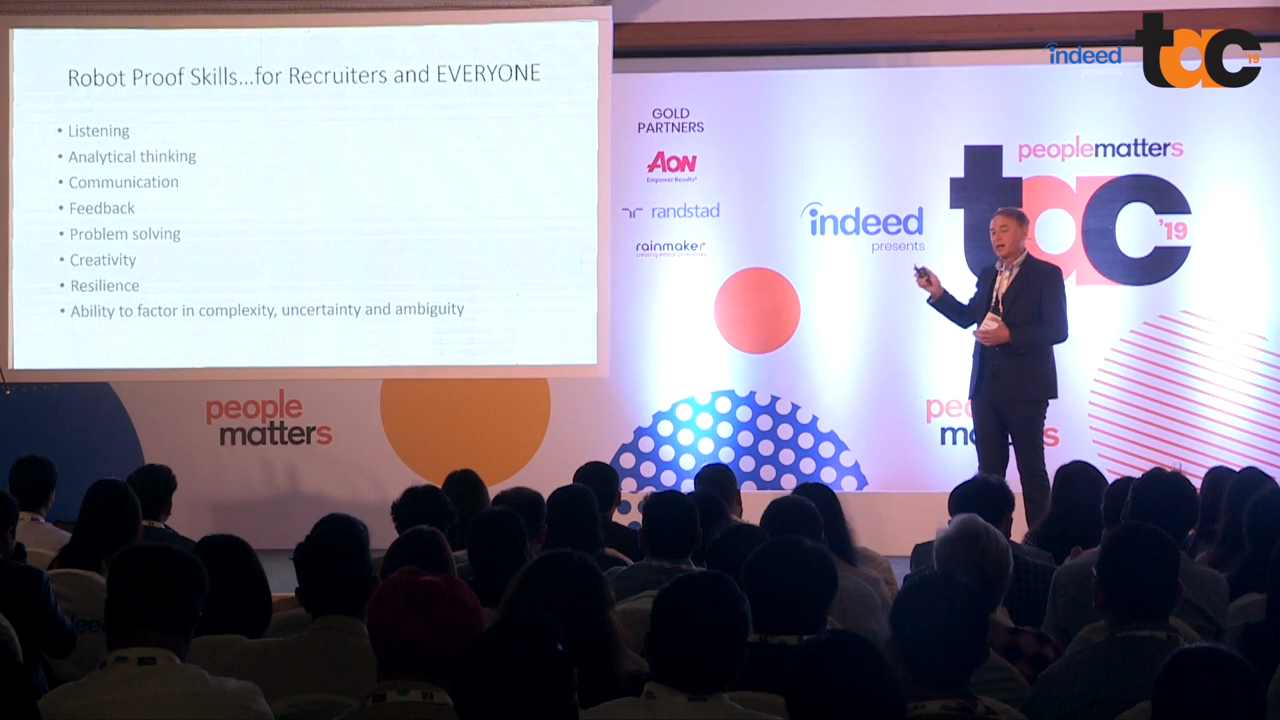 Robot Proof Skills...for Recruiters and EVERYONE
• Listening
• Analytical thinking
• Communication
• Feedback
• Problem solving
• Creativity
• Resilience
• Ability to factor in complexity, uncertainty and ambiguity
GOLD
PARTNERS
AON
Empower Results®
randstad
rainmaker
indeed
presents
peoplematters
tac
'19
people
matters
indeed
presents
tac
'19